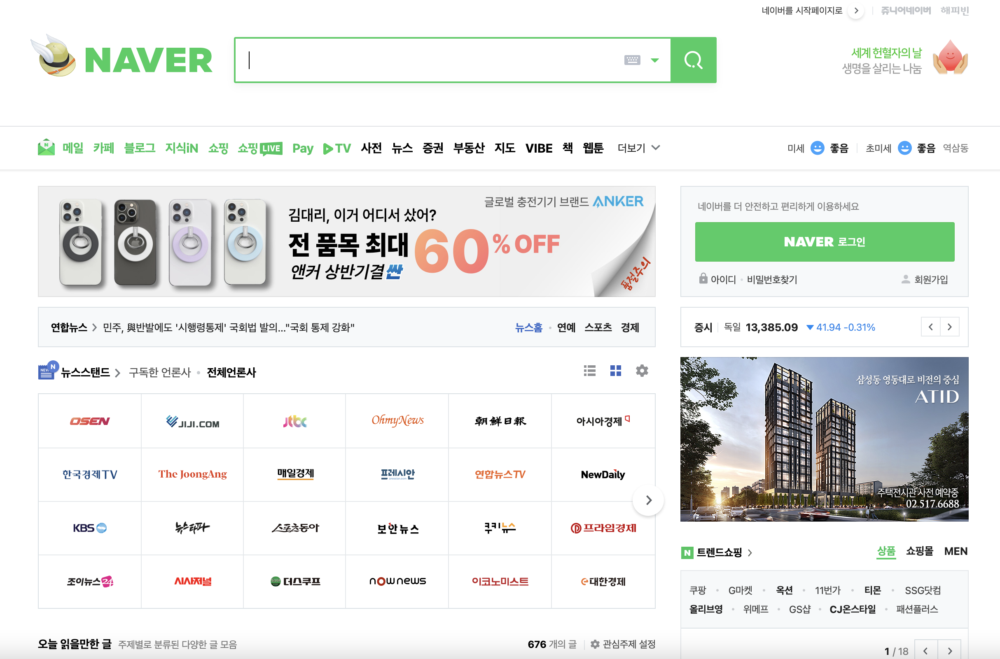 네이버를 시작페이지로 쥬니어네이버 해피빈
NAVER
세계 헌혈자의 날
생명을 살리는 나눔
N 메일 카페 블로그 지식iN 쇼핑 쇼핑LIVE Pay TV 사전 뉴스 증권 부동산 지도 VIBE 책 웹툰 더보기
미세 좋음 초미세 좋음 역삼동
글로벌 충전기기 브랜드 ANKER
김대리, 이거 어디서 샀어?
전 품목 최대 60% OFF
앤커 상반기결싼
품절주의
네이버를 더 안전하고 편리하게 이용하세요
NAVER 로그인
아이디 • 비밀번호찾기 회원가입
연합뉴스 > 민주, 與반발에도 '시행령통제' 국회법 발의..."국회 통제 강화"
뉴스홈 • 연예 스포츠 경제
증시 독일 13,385.09 ▼ 41.94 -0.31%
NEW N 뉴스스탠드 > 구독한 언론사 • 전체언론사
OSEN JIJI.COM jtbc OhmyNews 朝鮮日報 아시아경제
한국경제TV The JoongAng 매일경제 프레시안 pressian.com 연합뉴스TV NewDaily
KBS 뉴스타파 스포츠동아 보안뉴스 쿠키뉴스 프라임경제
조이뉴스24 시사저널 SCOOP 더스쿠프 nownews 이코노미스트 e대한경제
삼성동 영동대로 비전의 중심
ATID
주택전시관 사전 예약중
02.517.6688
N 트렌드쇼핑 > 상품 쇼핑몰 MEN
쿠팡 • G마켓 • 옥션 • 11번가 • 티몬 • SSG닷컴
올리브영 • 위메프 • GS샵 • CJ온스타일 • 패션플러스
오늘 읽을만한 글 주제별로 분류된 다양한 글 모음
676 개의 글 관심주제 설정
1 / 18